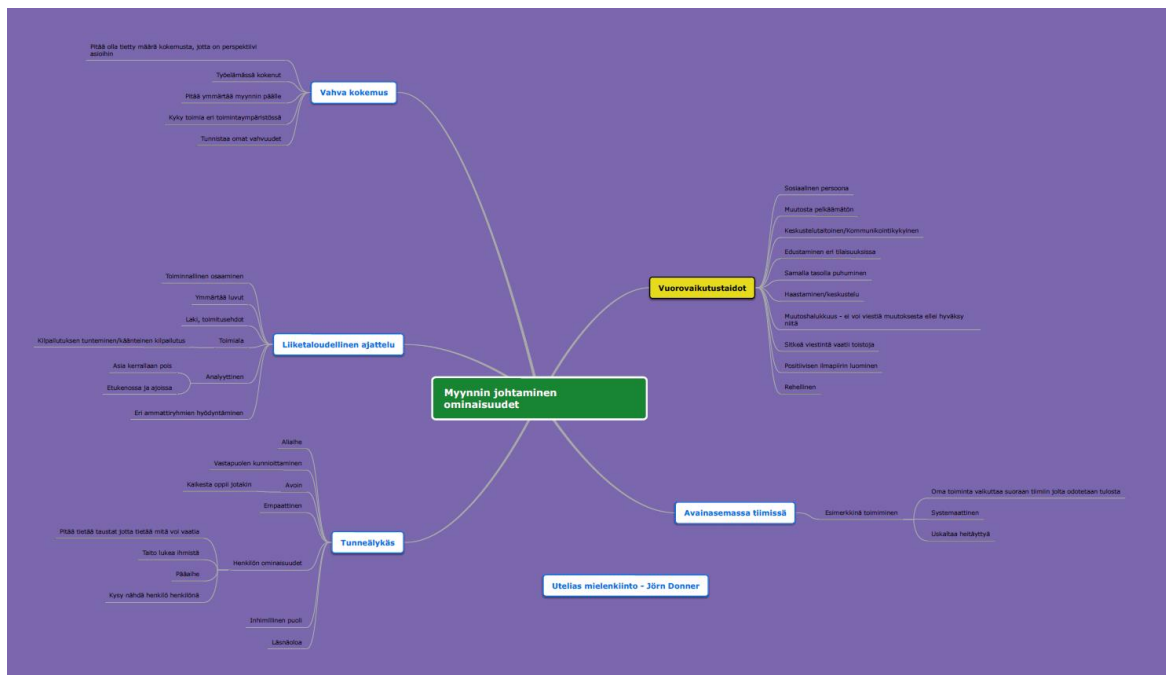 Pitää olla tietty määrä kokemusta, jotta on perspektiivi
asioihin
Työelämässä kokenut
Pitää ymmärtää myynnin päälle
Kyky toimia eri toimintaympäristössä
Tunnistaa omat vahvuudet
Vahva kokemus
Toiminnallinen osaaminen
Ymmärtää luvut
Laki, toimitusehdot
Kilpailutuksen tunteminen/käänteinen kilpailutus
Toimiala
Asia kerrallaan pois
Etukenossa ja ajoissa
Analyyttinen
Eri ammattiryhmien hyödyntäminen
Liiketaloudellinen ajattelu
Aliaihe
Vastapuolen kunnioittaminen
Kaikesta oppii jotakin
Avoin
Empaattinen
Pitää tietää taustat jotta tietää mitä voi vaatia
Taito lukea ihmistä
Pääaihe
Kysy nähdä henkilö henkilönä
Henkilön ominaisuudet
Inhimillinen puoli
Läsnäoloa
Tunneälykäs
Myynnin johtaminen
ominaisuudet
Vuorovaikutustaidot
Sosiaalinen persoona
Muutosta pelkäämätön
Keskustelutaitoinen/Kommunikointikykyinen
Edustaminen eri tilaisuuksissa
Samalla tasolla puhuminen
Haastaminen/keskustelu
Muutoshalukkuus - ei voi viestiä muutoksesta ellei hyväksy
niitä
Sitkeä viestintä vaatii toistoja
Positiivisen ilmapiirin luominen
Rehellinen
Avainasemassa tiimissä
Esimerkkinä toimiminen
Oma toiminta vaikuttaa suoraan tiimiin jolta odotetaan tulosta
Systemaattinen
Uskaltaa heitäyttyä
Utelias mielenkiinto - Jörn Donner